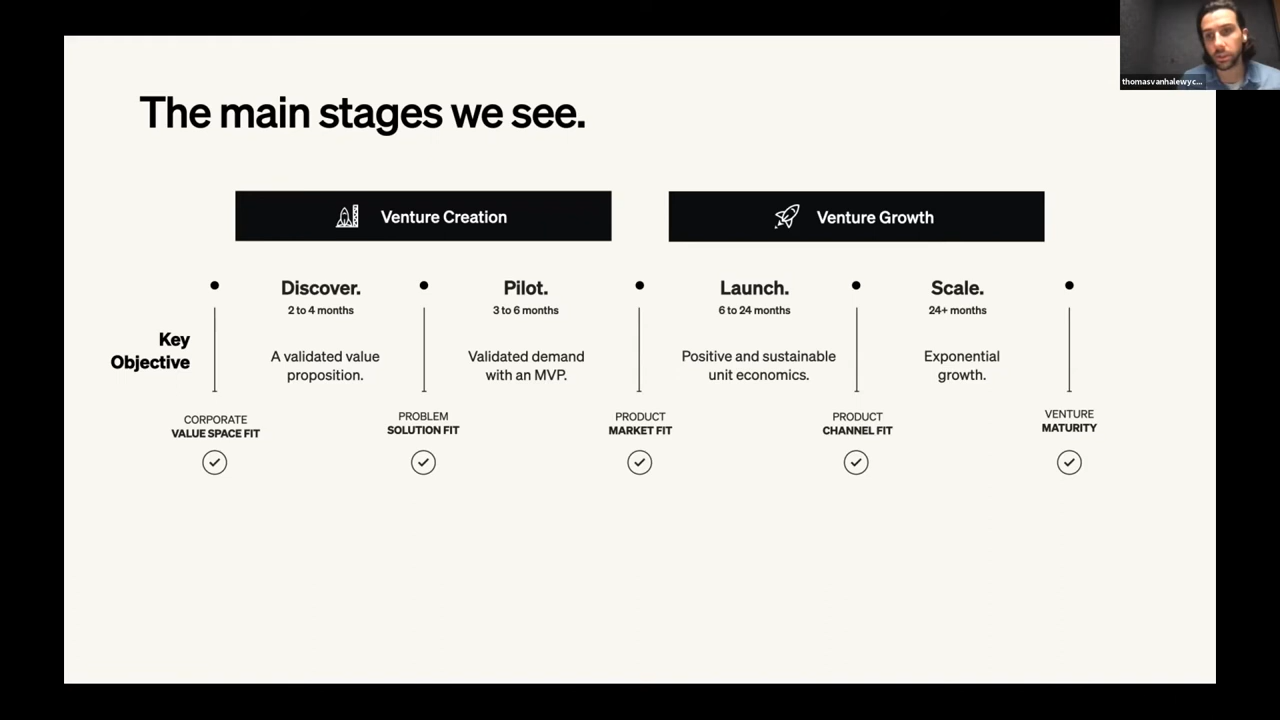 thomasvanhalewyc...
The main stages we see.
Venture Creation
Venture Growth
Discover.
2 to 4 months
Pilot.
3 to 6 months
Launch.
6 to 24 months
Scale.
24+ months
Key
Objective
A validated value
proposition.
Validated demand
with an MVP.
Positive and sustainable
unit economics.
Exponential
growth.
CORPORATE
VALUE SPACE FIT
PROBLEM
SOLUTION FIT
PRODUCT
MARKET FIT
PRODUCT
CHANNEL FIT
VENTURE
MATURITY